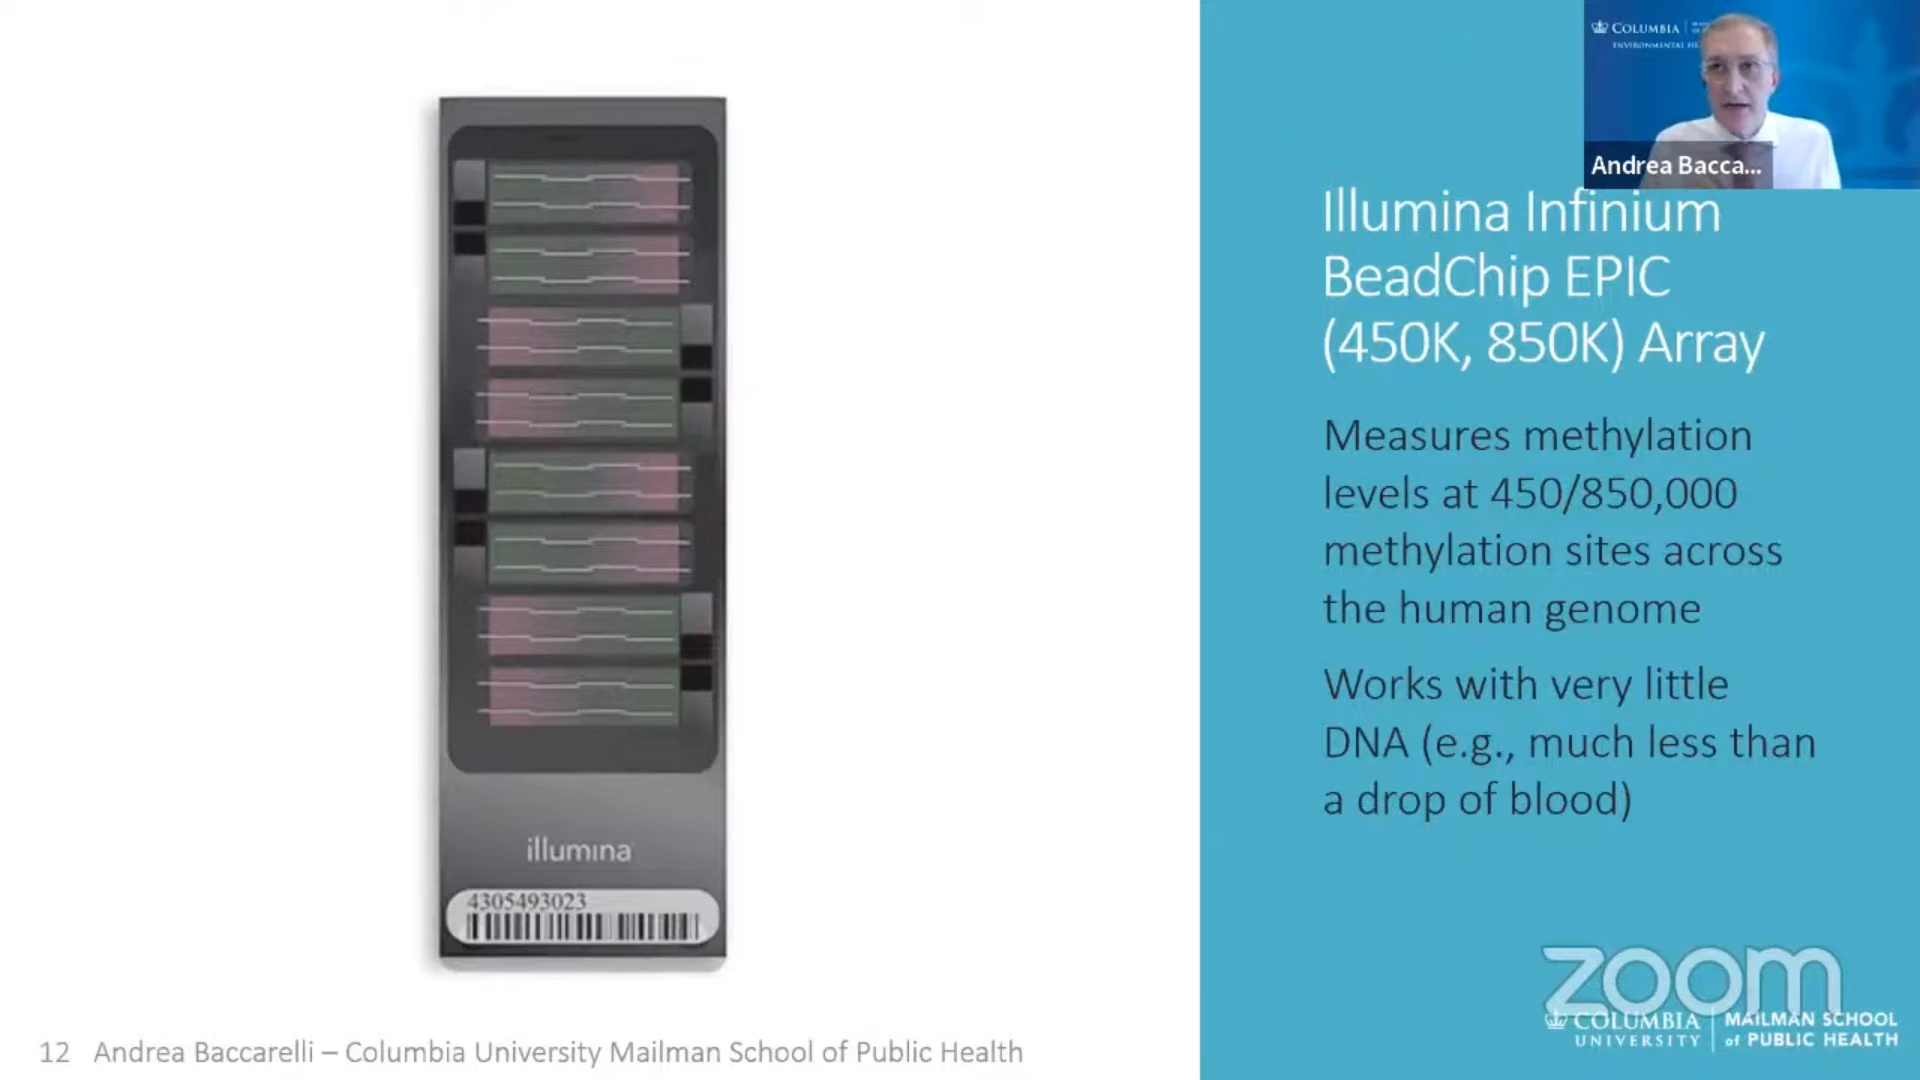 COLUMBIA
Andrea Bacca...
Illumina Infinium
BeadChip EPIC
(450K, 850K) Array
Measures methylation
levels at 450/850,000
methylation sites across
the human genome
Works with very little
DNA (e.g., much less than
a drop of blood)
illumina
4305493023
zoom
COLUMBIA
UNIVERSITY
MAILMAN SCHOOL
of PUBLIC HEALTH
12 Andrea Baccarelli – Columbia University Mailman School of Public Health